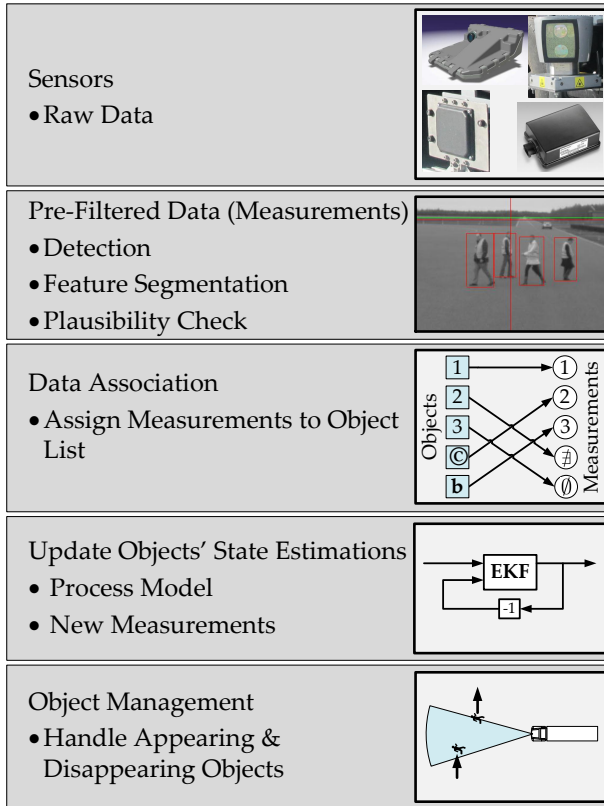 Sensors
• Raw Data
Pre-Filtered Data (Measurements)
• Detection
• Feature Segmentation
• Plausibility Check
Data Association
• Assign Measurements to Object
List
Objects
1
2
3
©
b
1
2
3
∄
∅
Measurements
Update Objects’ State Estimations
• Process Model
• New Measurements
EKF
-1
Object Management
• Handle Appearing &
Disappearing Objects